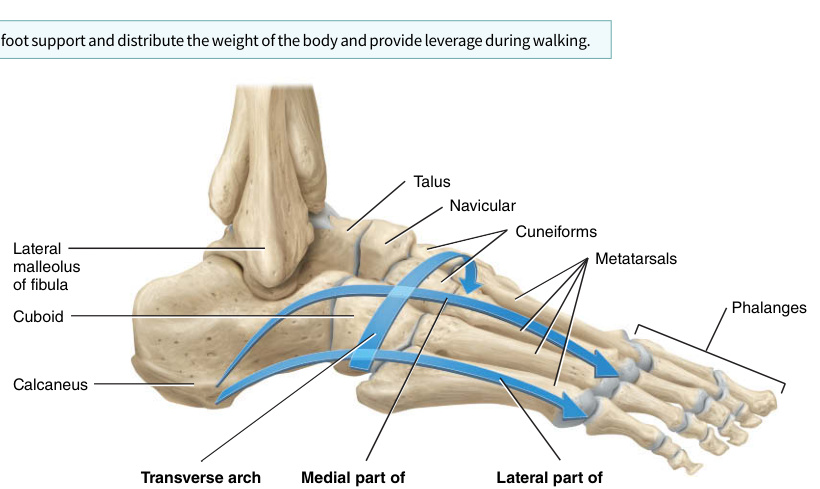 foot support and distribute the weight of the body and provide leverage during walking.
Talus
Navicular
Cuneiforms
Metatarsals
Lateral
malleolus
of fibula
Phalanges
Cuboid
Calcaneus
Transverse arch
Medial part of
Lateral part of